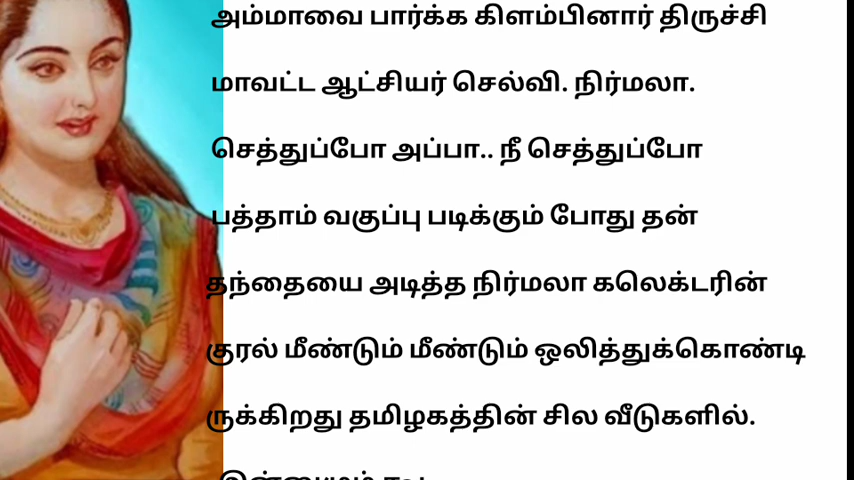 அம்மாவை பார்க்க கிளம்பினார் திருச்சி
மாவட்ட ஆட்சியர் செல்வி. நிர்மலா.
செத்துப்போ அப்பா.. நீ செத்துப்போ
பத்தாம் வகுப்பு படிக்கும் போது தன்
தந்தையை அடித்த நிர்மலா கலெக்டரின்
குரல் மீண்டும் மீண்டும் ஒலித்துக்கொண்டி
ருக்கிறது தமிழகத்தின் சில வீடுகளில்.